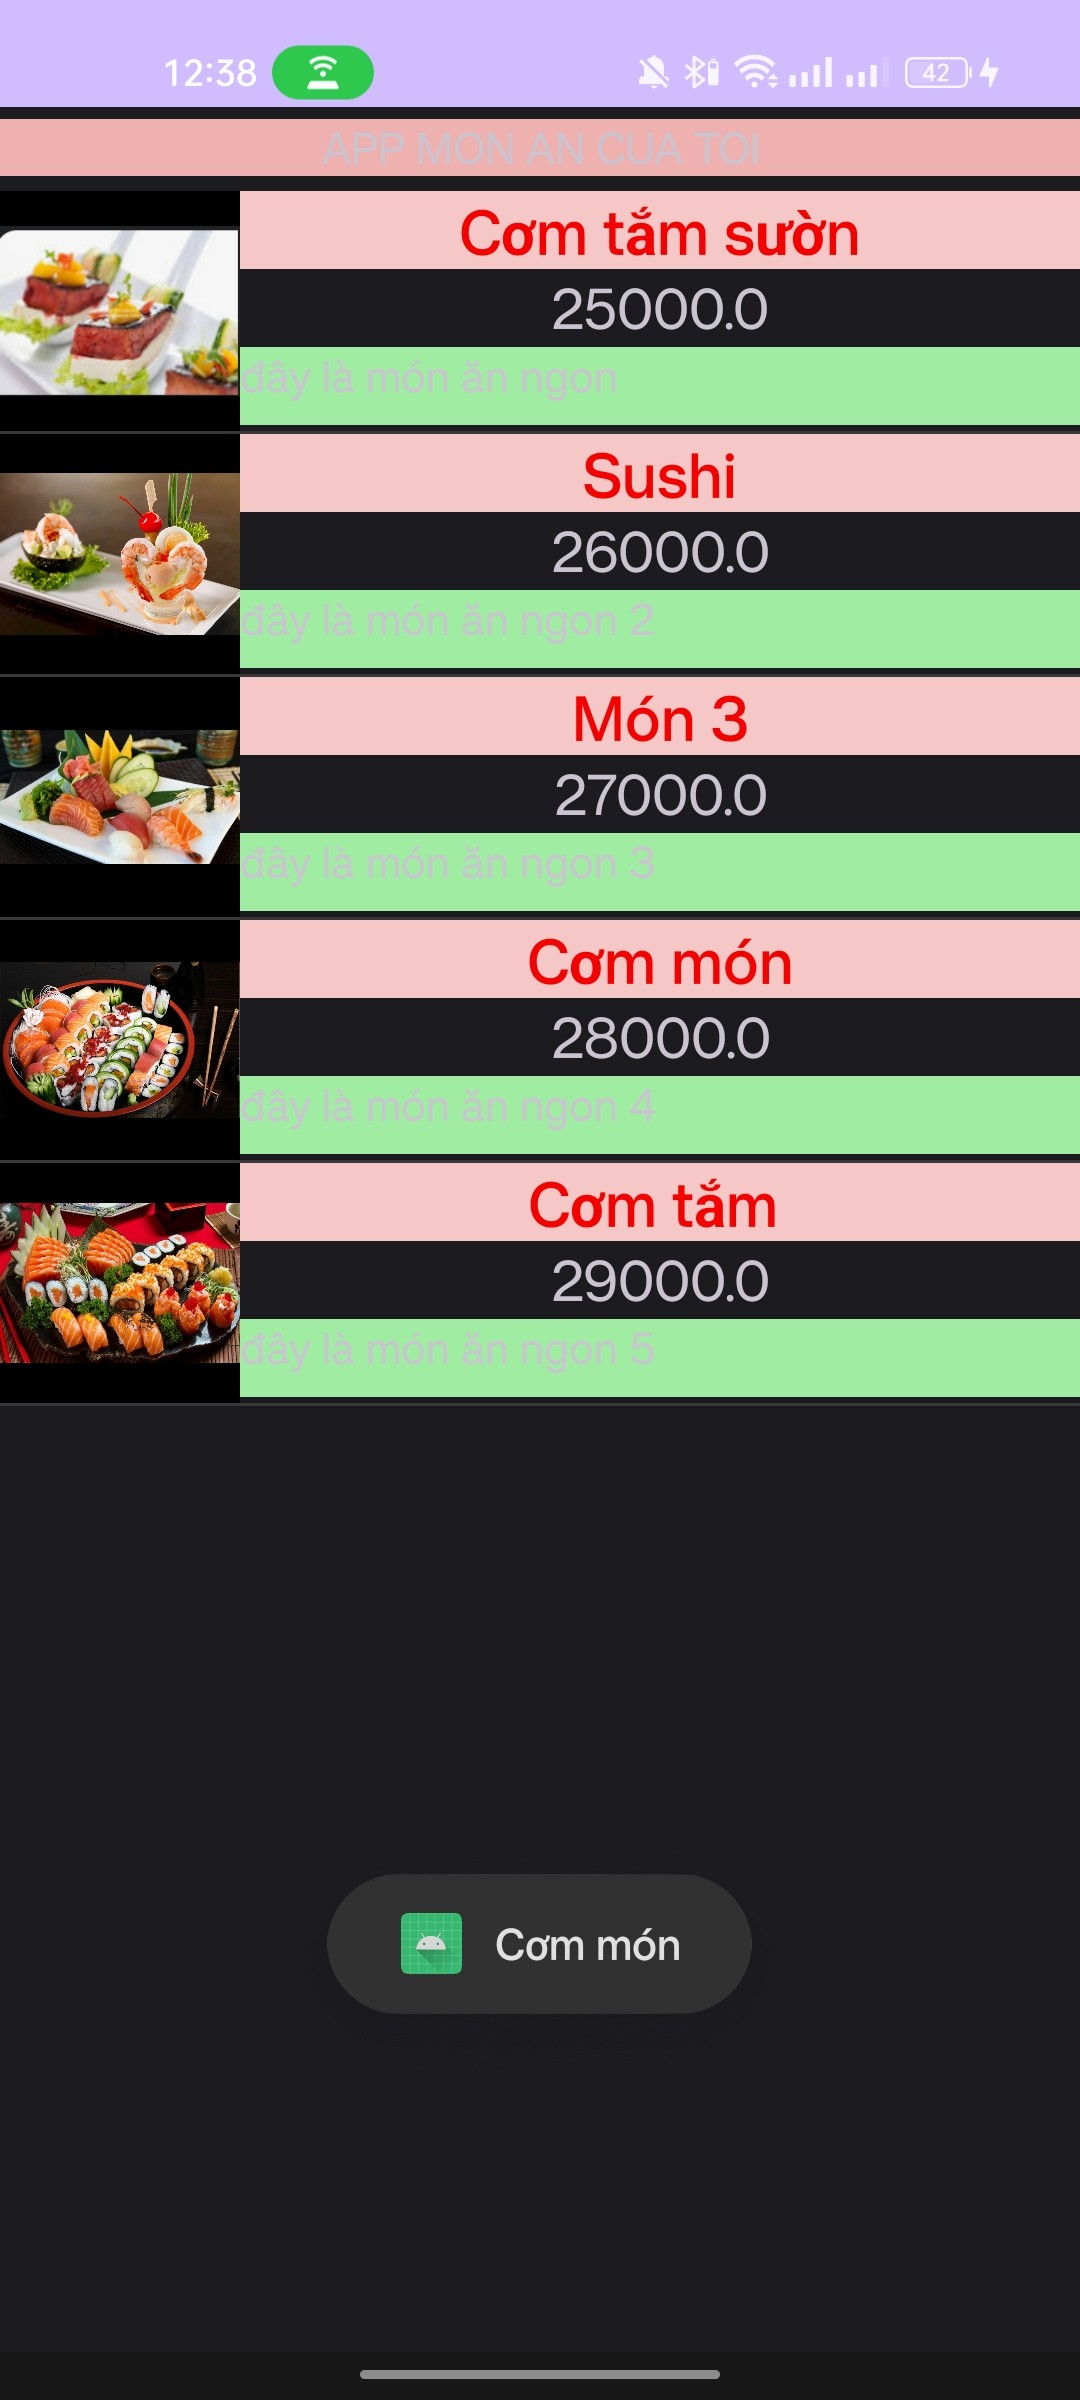 12:38
42
APP MON AN CUA TOI
Cơm tắm sườn
25000.0
đây là món ăn ngon
Sushi
26000.0
đây là món ăn ngon 2
Món 3
27000.0
đây là món ăn ngon 3
Cơm món
28000.0
đây là món ăn ngon 4
Cơm tắm
29000.0
đây là món ăn ngon 5
Cơm món